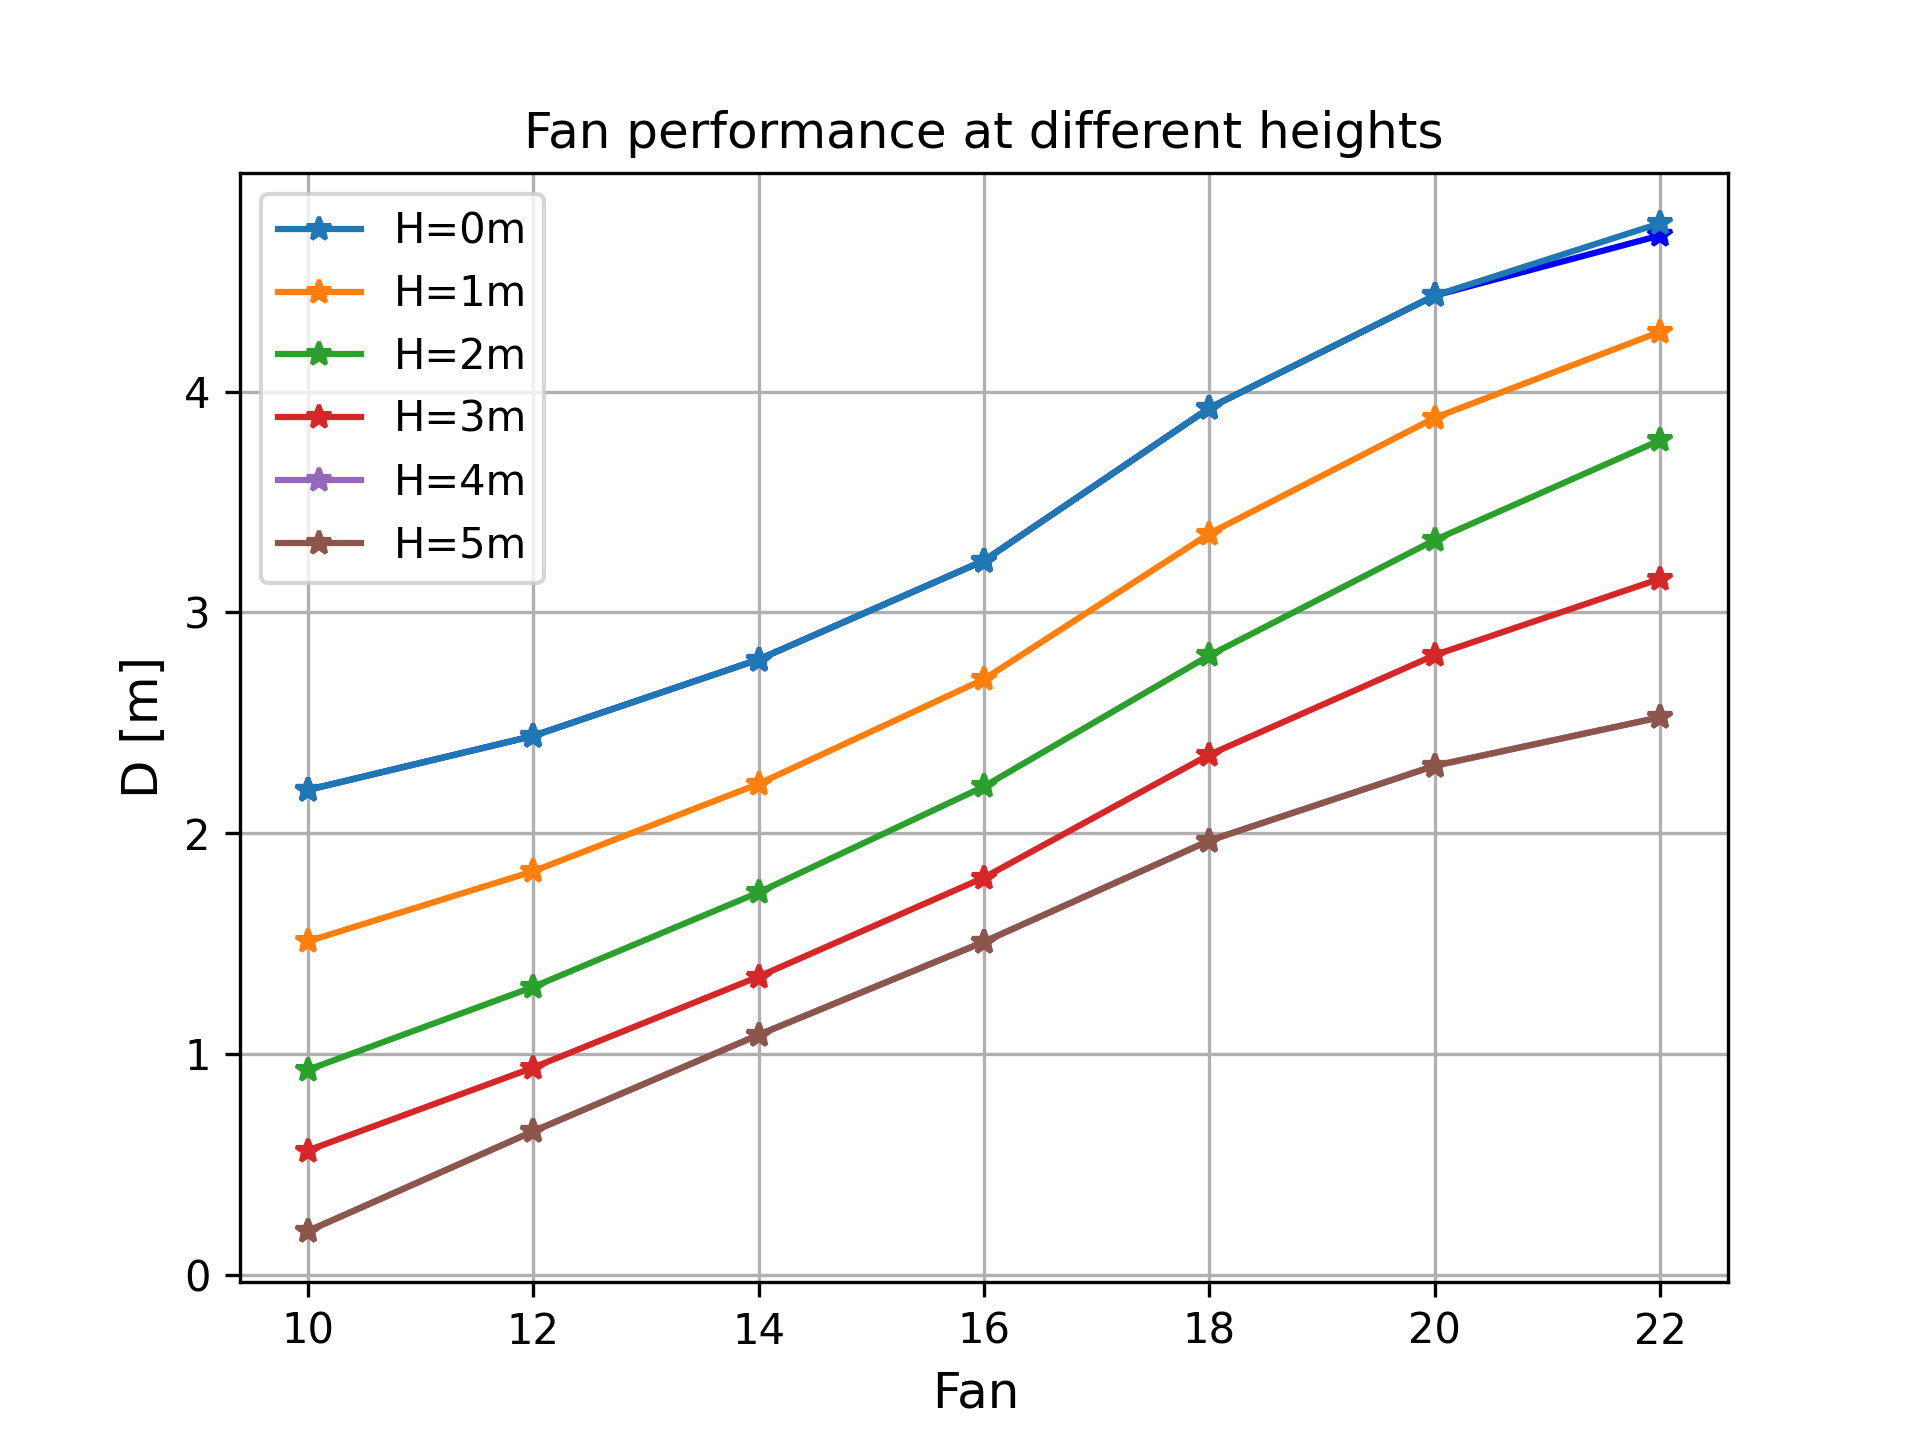 Fan performance at different heights
H=0m
H=1m
H=2m
H=3m
H=4m
H=5m
D [m]
4
3
2
1
0
10 12 14 16 18 20 22
Fan